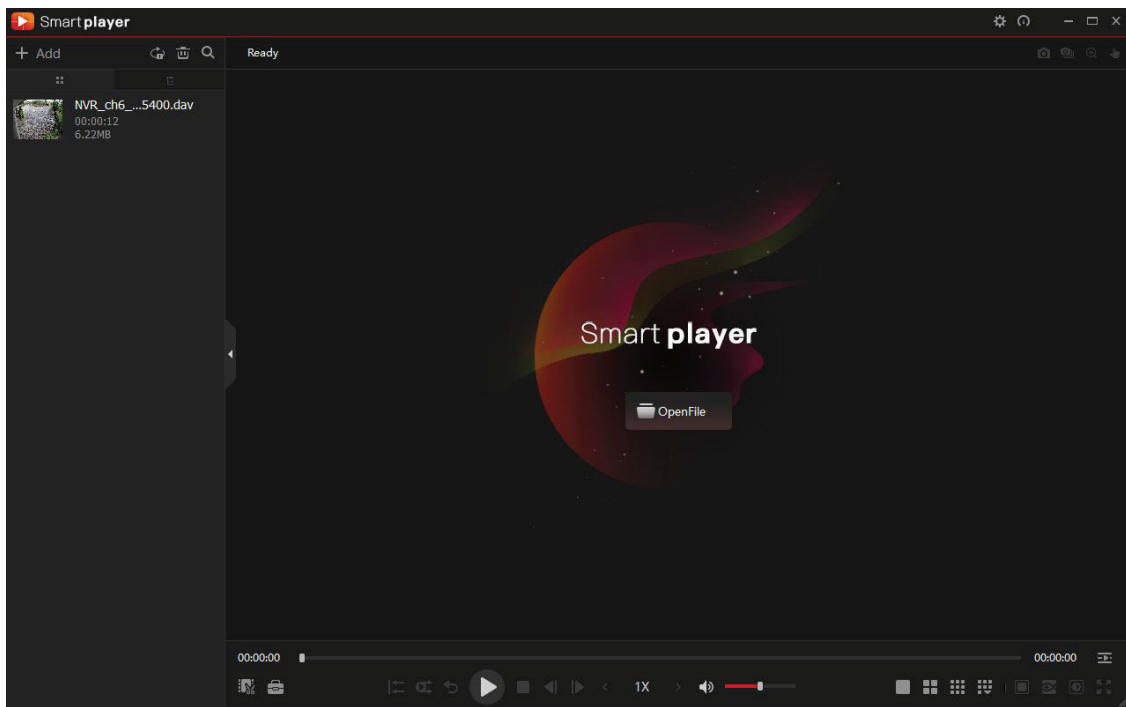 Smart player
Add
Ready
NVR_ch6_...5400.dav
00:00:12
6.22MB
Smart player
OpenFile
00:00:00
00:00:00
1X